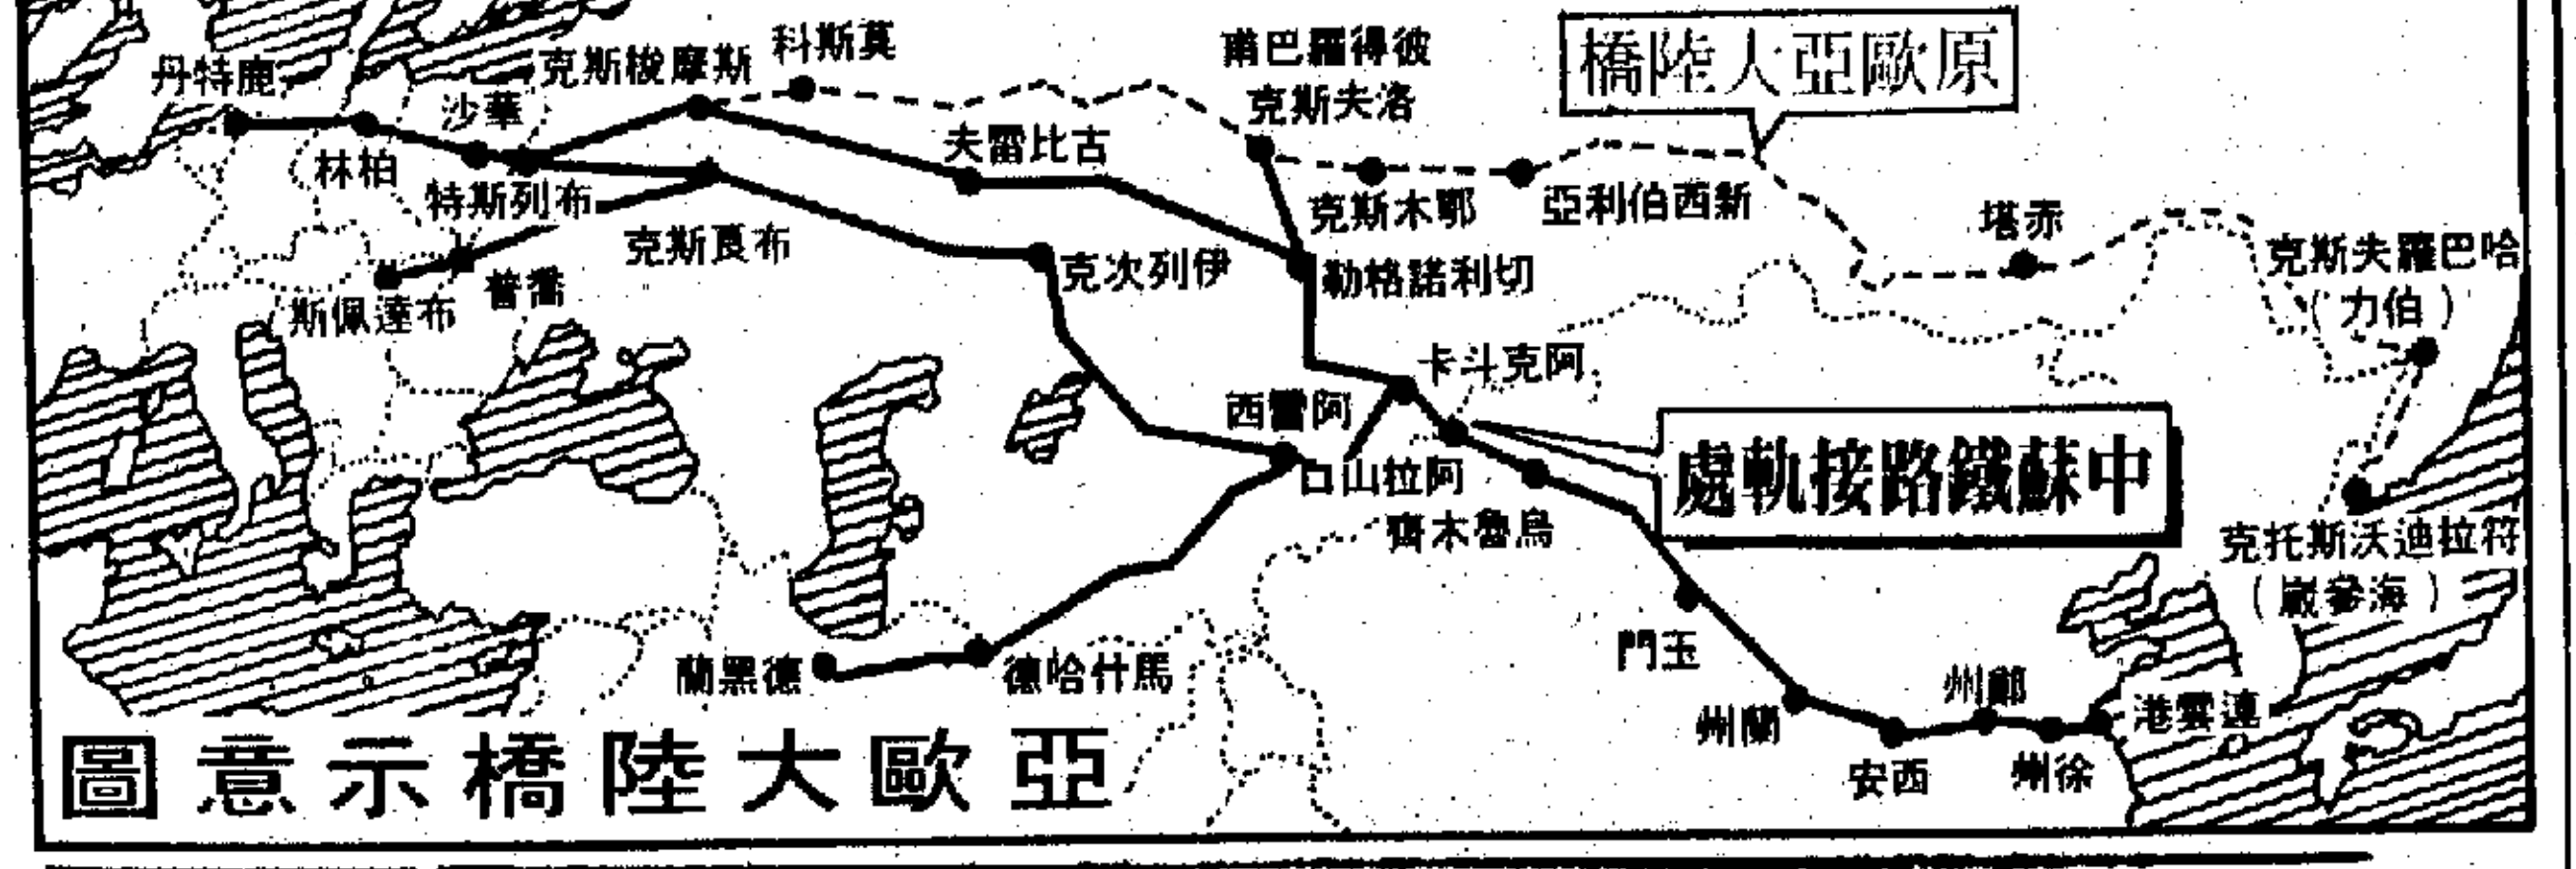 原歐亞大陸橋
莫斯科
斯摩梭斯克
鹿特丹
華沙
彼得羅巴甫
洛夫斯克
古比雷夫
柏林
布列斯特
鄂木斯克
新西伯利亞
赤塔
哈巴羅夫斯克
（伯力）
布良斯克
伊列次克
切利諾格勒
喬普
布達佩斯
阿克斗卡
阿雷西
阿拉山口
中蘇鐵路接軌處
烏魯木齊
符拉迪沃斯托克
（海參崴）
玉門
馬什哈德
德黑蘭
蘭州
鄭州
連雲港
西安
徐州
亞歐大陸橋示意圖